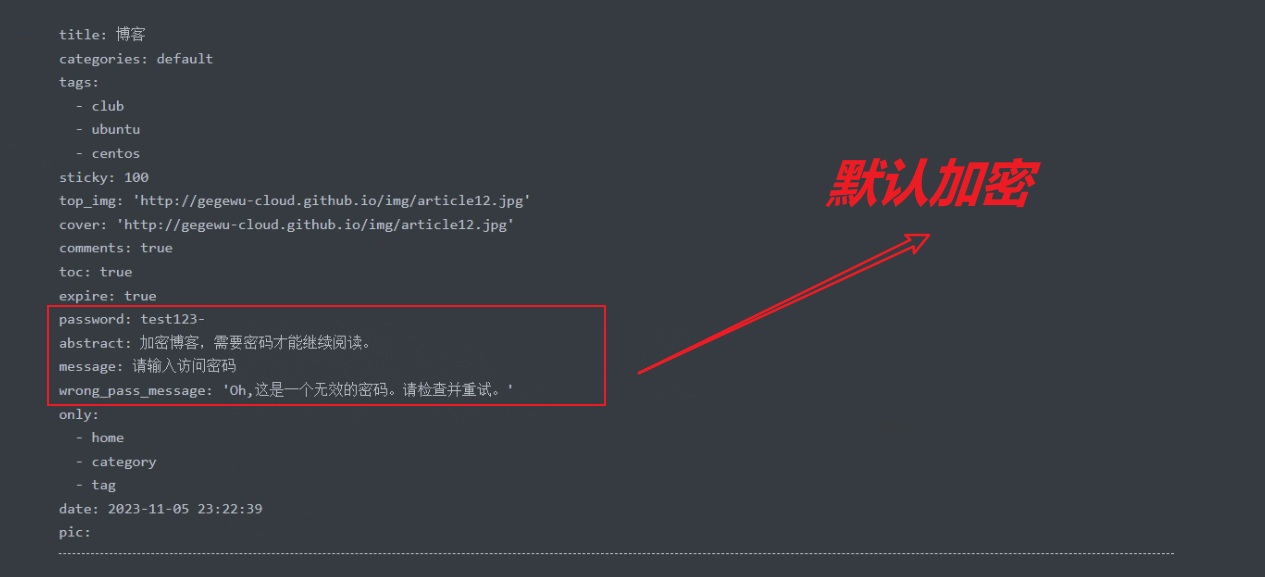 title: 博客
categories: default
tags:
- club
- ubuntu
- centos
sticky: 100
top_img: 'http://gegewu-cloud.github.io/img/article12.jpg'
cover: 'http://gegewu-cloud.github.io/img/article12.jpg'
comments: true
toc: true
expire: true
password: test123-
abstract: 加密博客，需要密码才能继续阅读。
message: 请输入访问密码
wrong_pass_message: 'Oh,这是一个无效的密码。请检查并重试。'
only:
- home
- category
- tag
date: 2023-11-05 23:22:39
pic:
默认加密